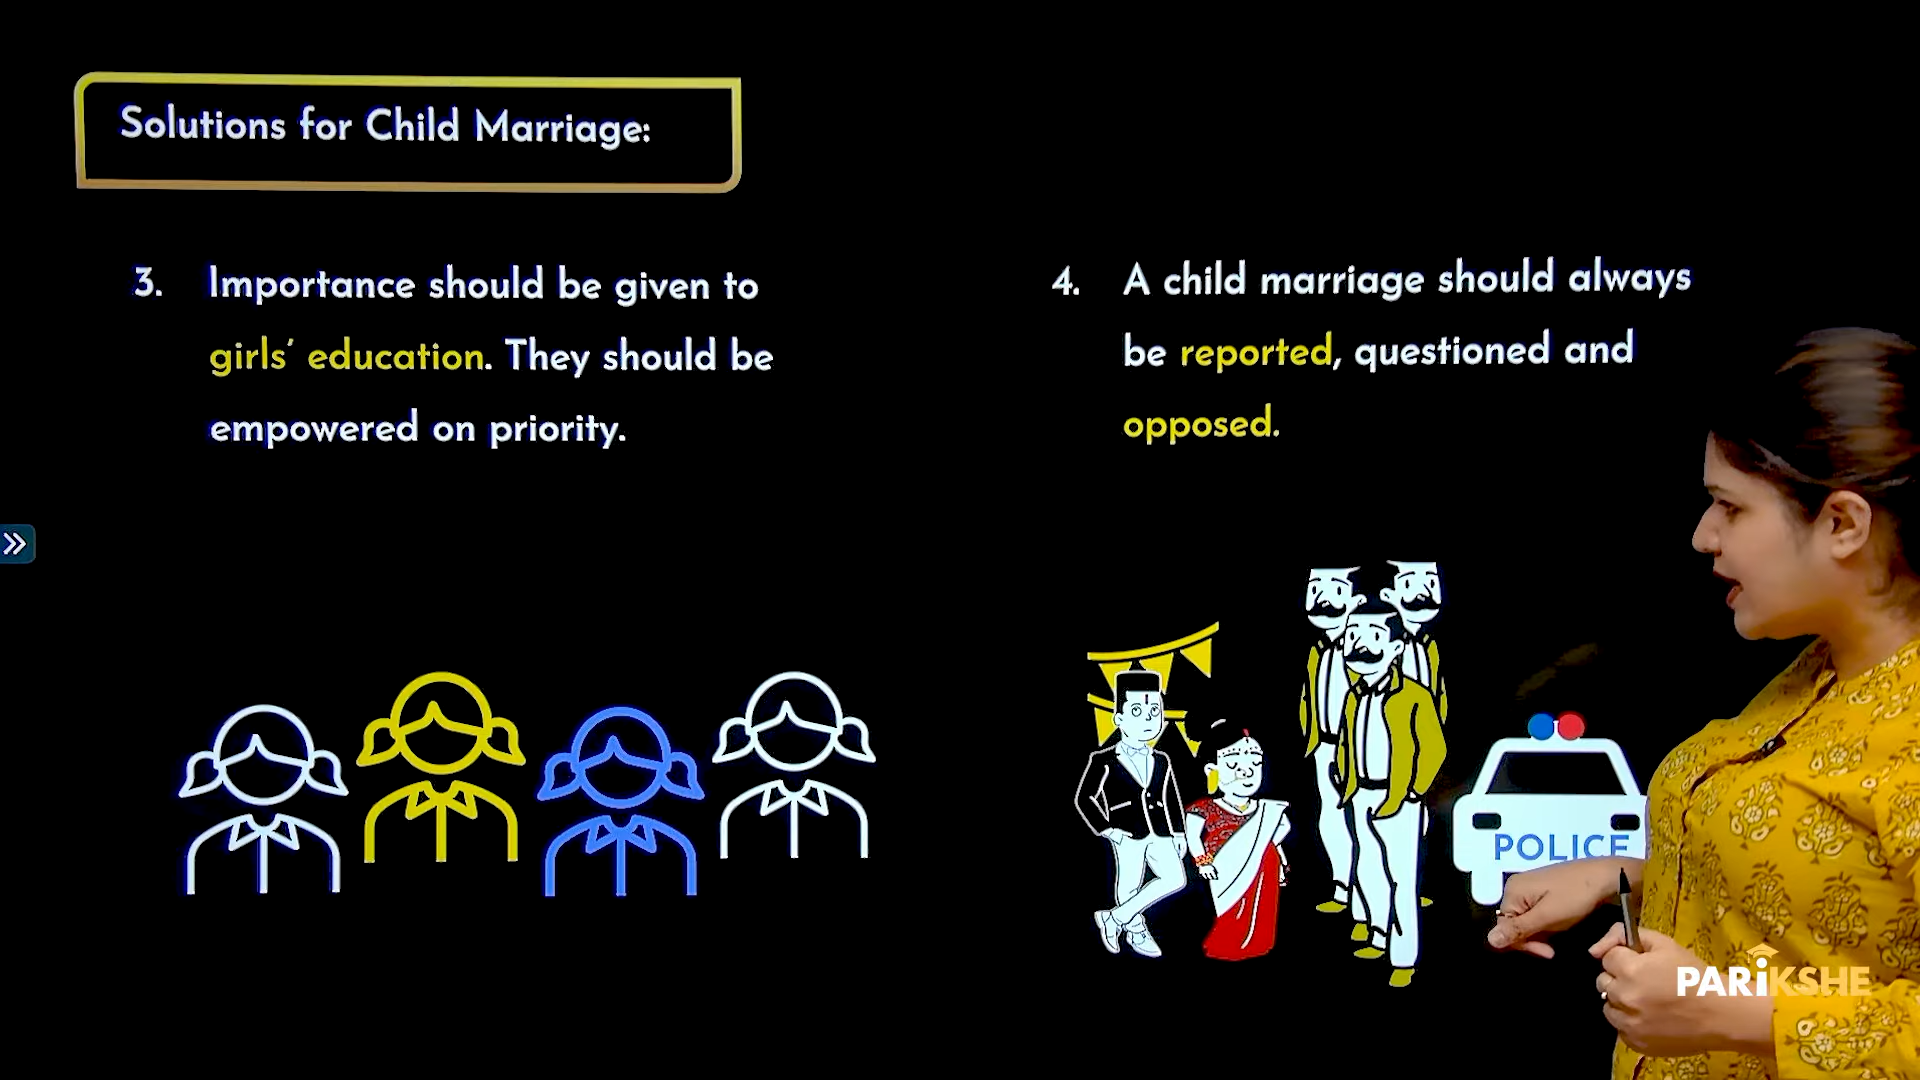 Solutions for Child Marriage:
3. Importance should be given to
girls' education. They should be
empowered on priority.
4. A child marriage should always
be reported, questioned and
opposed.
POLICE
PARIKSHE